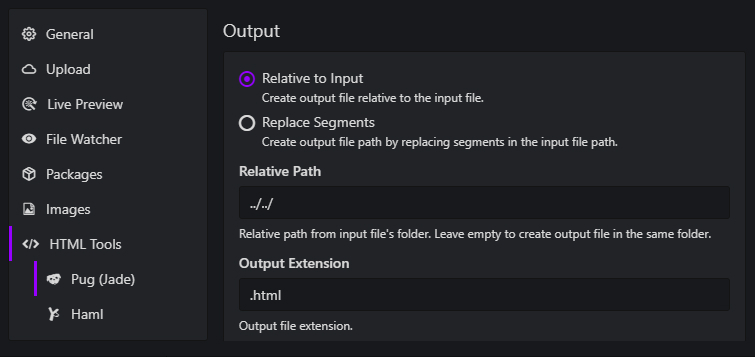 General
Upload
Live Preview
File Watcher
Packages
Images
HTML Tools
Pug (Jade)
Haml
Output
Relative to Input
Create output file relative to the input file.
Replace Segments
Create output file path by replacing segments in the input file path.
Relative Path
../../
Relative path from input file's folder. Leave empty to create output file in the same folder.
Output Extension
.html
Output file extension.